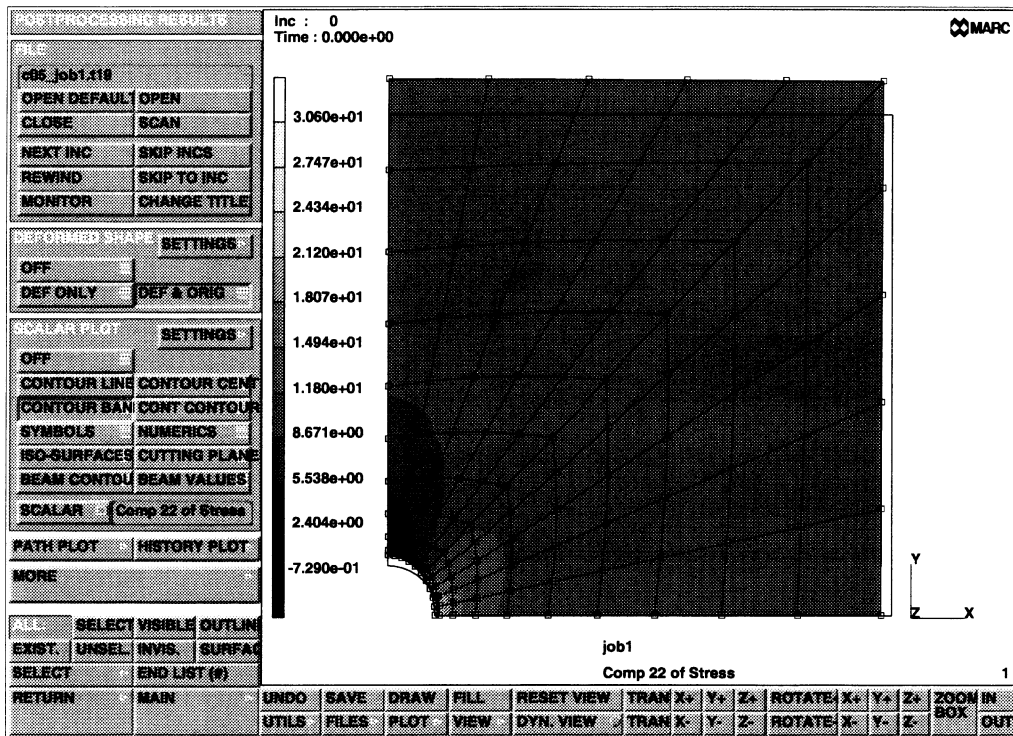 POSTPROCESSING RESULTS
FILE
c05_job1.t19
OPEN DEFAULT OPEN
CLOSE SCAN
NEXT INC SKIP INCS
REWIND SKIP TO INC
MONITOR CHANGE TITLE
DEFORMED SHAPE SETTINGS
OFF
DEF ONLY DEF & ORIG
SCALAR PLOT SETTINGS
OFF
CONTOUR LINE CONTOUR CENT
CONTOUR BAN CONT CONTOUR
SYMBOLS NUMERICS
ISO-SURFACES CUTTING PLANE
BEAM CONTOU BEAM VALUES
SCALAR Comp 22 of Stress
PATH PLOT HISTORY PLOT
MORE
ALL SELECT VISIBLE OUTLIN
EXIST. UNSEL. INVIS. SURFAC
SELECT END LIST (#)
RETURN MAIN
Inc : 0
Time : 0.000e+00
MARC
3.060e+01
2.747e+01
2.434e+01
2.120e+01
1.807e+01
1.494e+01
1.180e+01
8.671e+00
5.538e+00
2.404e+00
-7.290e-01
Y
Z X
job1
Comp 22 of Stress 1
UNDO SAVE DRAW FILL RESET VIEW TRAN X+ Y+ Z+ ROTATE X+ Y+ Z+ ZOOM BOX IN
UTILS FILES PLOT VIEW DYN. VIEW TRAN X- Y- Z- ROTATE X- Y- Z- OUT